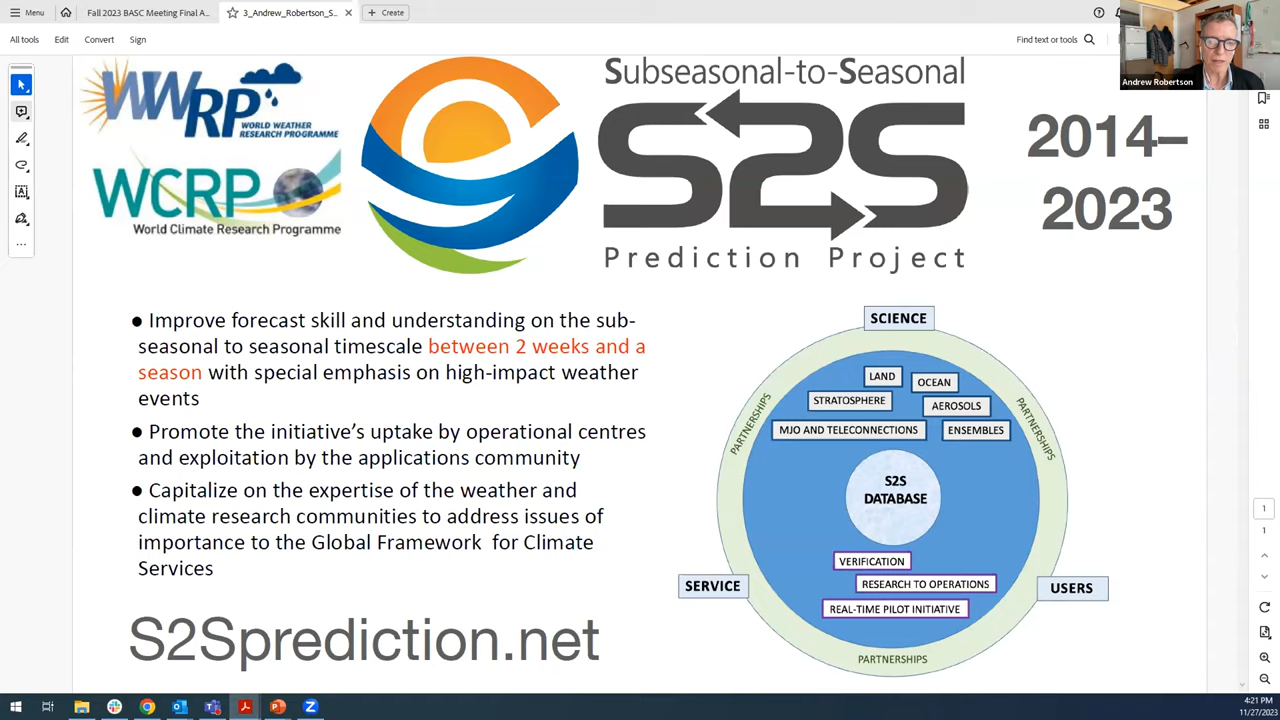 Menu
Fall 2023 BASC Meeting Final A...
3_Andrew_Robertson_S...
Create
All tools
Edit
Convert
Sign
Find text or tools
Andrew Robertson
WWRP
WORLD WEATHER
RESEARCH PROGRAMME
WCRP
World Climate Research Programme
Subseasonal-to-Seasonal
S2S
Prediction Project
2014–
2023
● Improve forecast skill and understanding on the sub-
seasonal to seasonal timescale between 2 weeks and a
season with special emphasis on high-impact weather
events
● Promote the initiative’s uptake by operational centres
and exploitation by the applications community
● Capitalize on the expertise of the weather and
climate research communities to address issues of
importance to the Global Framework for Climate
Services
S2Sprediction.net
SCIENCE
LAND
OCEAN
STRATOSPHERE
AEROSOLS
MJO AND TELECONNECTIONS
ENSEMBLES
PARTNERSHIPS
PARTNERSHIPS
S2S
DATABASE
VERIFICATION
RESEARCH TO OPERATIONS
REAL-TIME PILOT INITIATIVE
SERVICE
USERS
PARTNERSHIPS
1
1
4:21 PM
11/27/2023